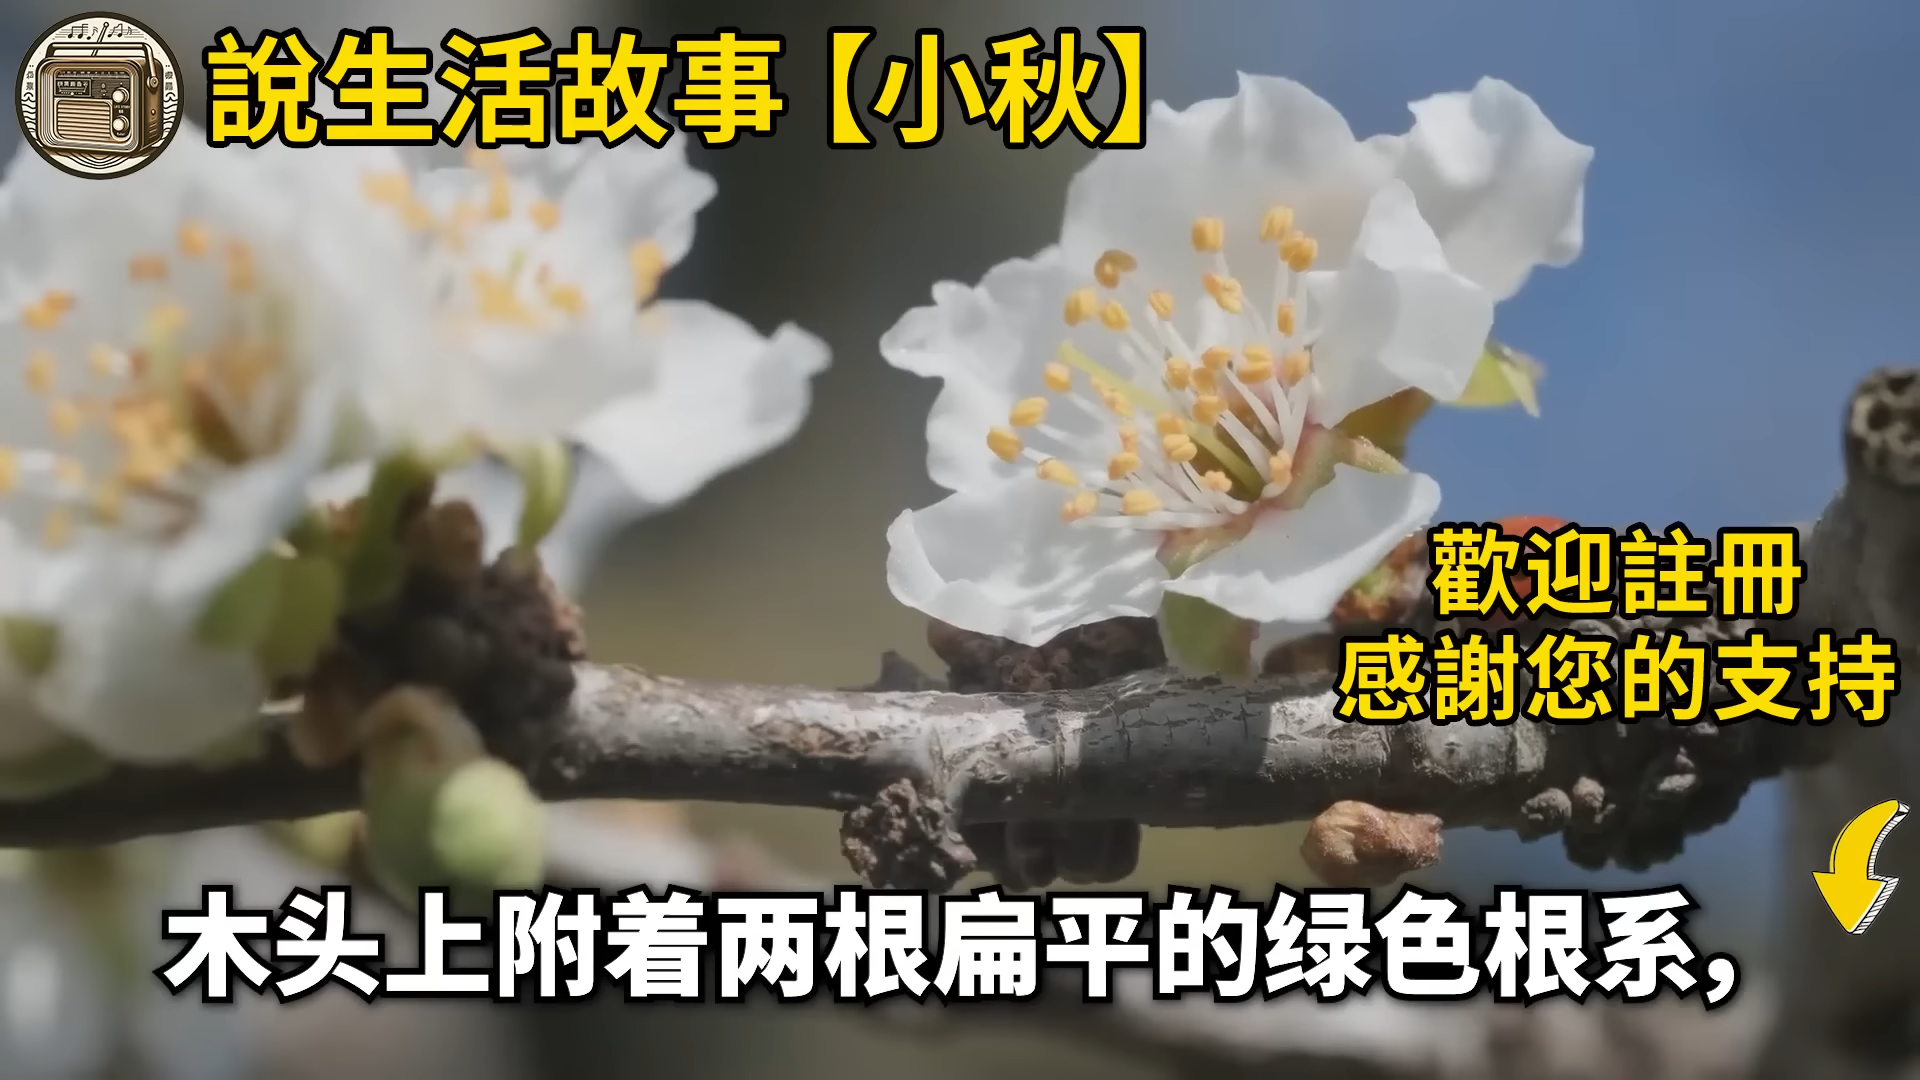 說生活故事【小秋】
歡迎註冊
感謝您的支持
木头上附着两根扁平的绿色根系,